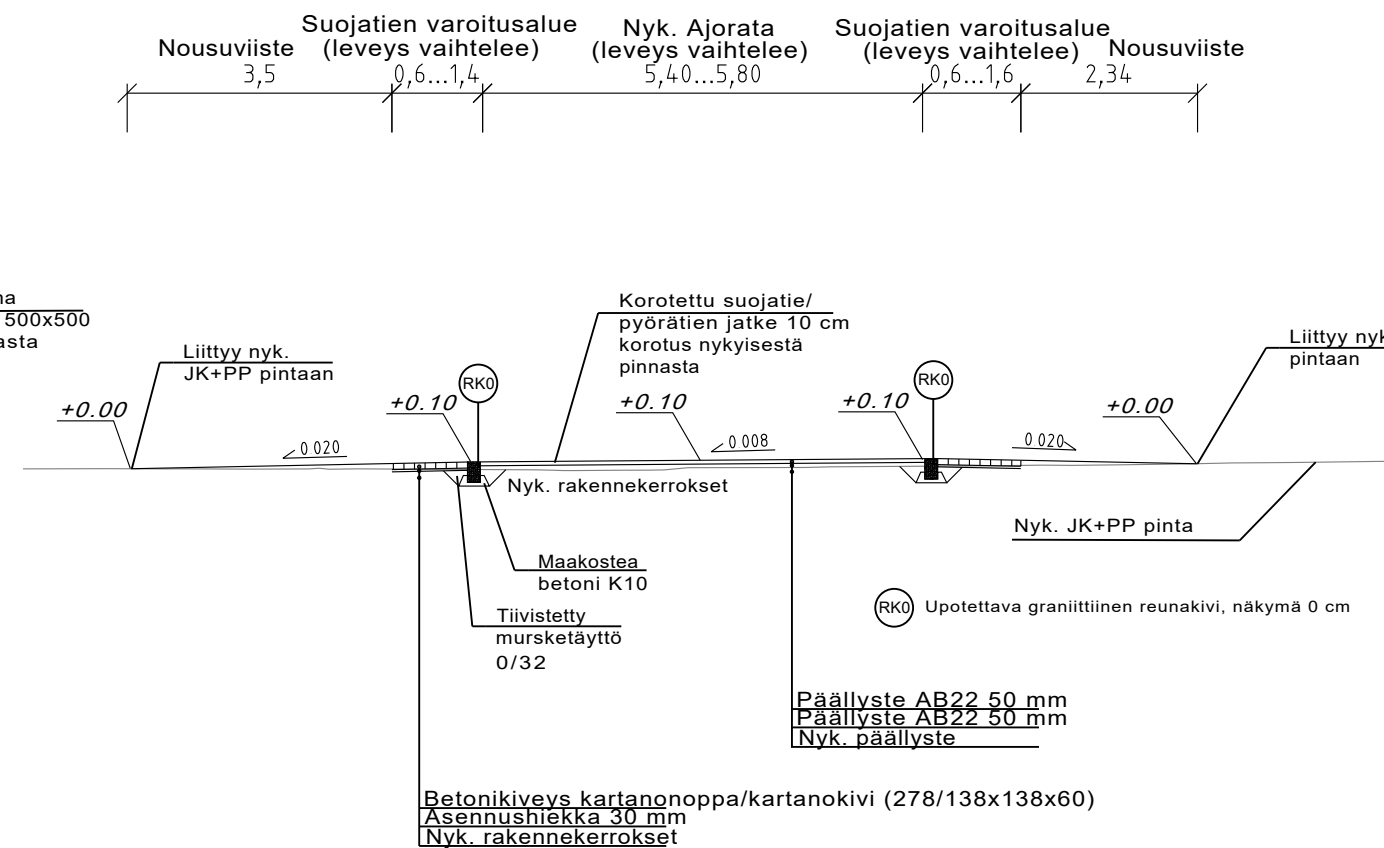 Suojatien varoitusalue
(leveys vaihtelee)
Nyk. Ajorata
(leveys vaihtelee)
Suojatien varoitusalue
(leveys vaihtelee)
Nousuviiste
Nousuviiste
3,5
0,6...1,4
5,40...5,80
0,6...1,6
2,34
na
500x500
asta
Liittyy nyk.
JK+PP pintaan
Korotettu suojatie/
pyörätien jatke 10 cm
korotus nykyisestä
pinnasta
Liittyy nyk
pintaan
RK0
RK0
+0.00
+0.10
+0.10
+0.10
+0.00
0.020
0.008
0.020
Nyk. rakennekerrokset
Nyk. JK+PP pinta
Maakostea
betoni K10
Tiivistetty
mursketäyttö
0/32
RK0 Upotettava graniittiinen reunakivi, näkymä 0 cm
Päällyste AB22 50 mm
Päällyste AB22 50 mm
Nyk. päällyste
Betonikiveys kartanonoppa/kartanokivi (278/138x138x60)
Asennushiekka 30 mm
Nyk. rakennekerrokset